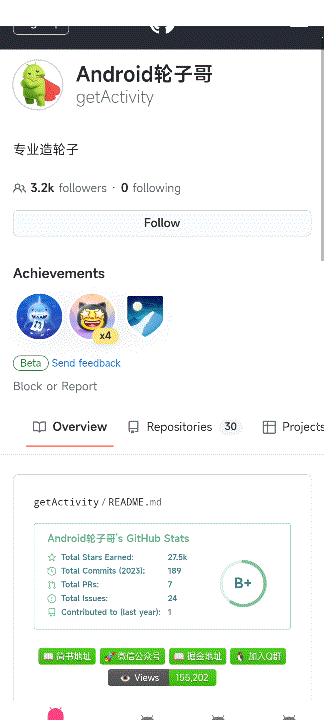 Android轮子哥
getActivity
专业造轮子
3.2k followers · 0 following
Follow
Achievements
x4
Beta Send feedback
Block or Report
Overview Repositories 30 Projects
getActivity / README.md
Android轮子哥's GitHub Stats
Total Stars Earned: 27.5k
Total Commits (2023): 189
Total PRs: 7
Total Issues: 24
Contributed to (last year): 1
B+
简书地址 微信公众号 掘金地址 加入Q群
Views 155,202